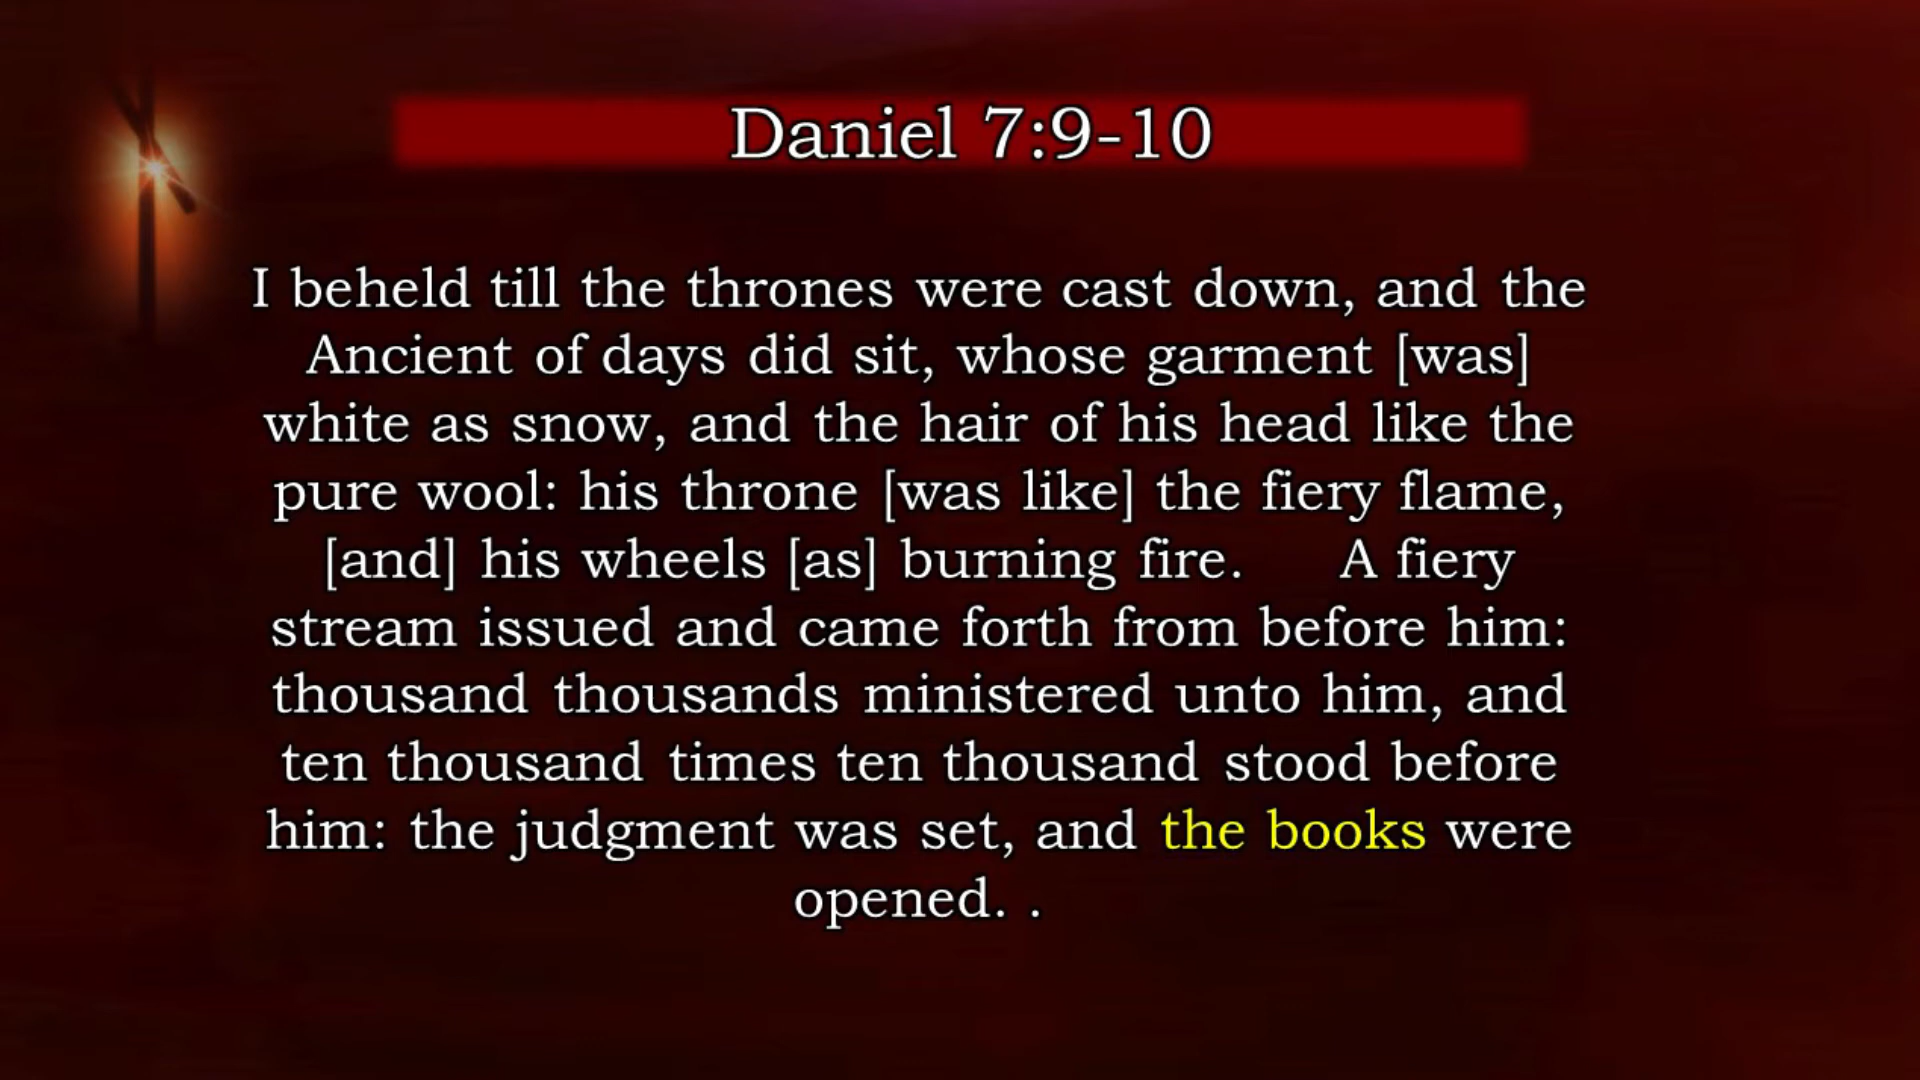 Daniel 7:9-10
I beheld till the thrones were cast down, and the
Ancient of days did sit, whose garment [was]
white as snow, and the hair of his head like the
pure wool: his throne [was like] the fiery flame,
[and] his wheels [as] burning fire. A fiery
stream issued and came forth from before him:
thousand thousands ministered unto him, and
ten thousand times ten thousand stood before
him: the judgment was set, and the books were
opened. .